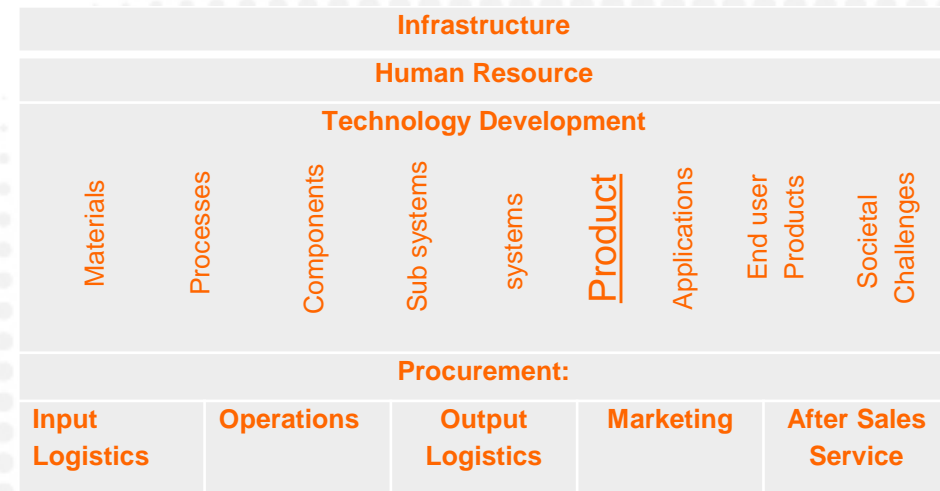 Infrastructure
Human Resource
Technology Development
Materials
Processes
Components
Sub systems
systems
Product
Applications
End user
Products
Societal
Challenges
Procurement:
Input
Logistics
Operations
Output
Logistics
Marketing
After Sales
Service